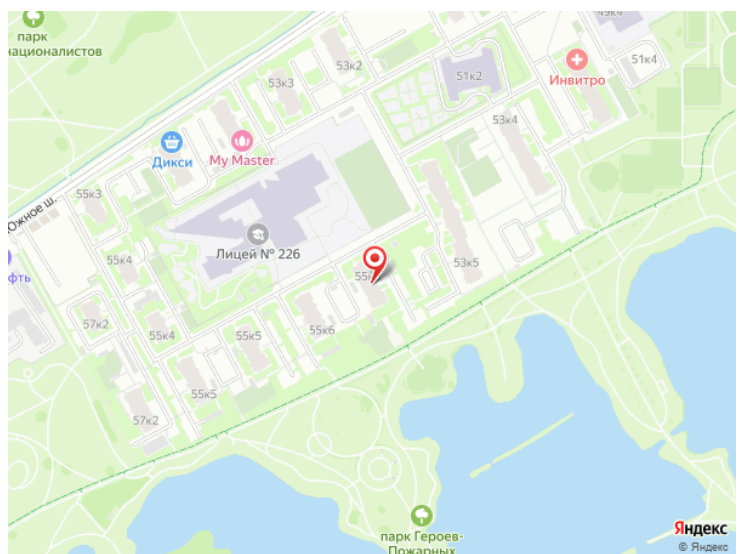 парк
националистов
49к4
53к2
53к3
51к2
51к4
Инвитро
53к4
Дикси
My Master
55к3
Южное ш.
Лицей № 226
55к4
53к5
57к2
55к4
55к5
55к6
55к5
57к2
парк Героев-
Пожарных
Яндекс
© Яндекс